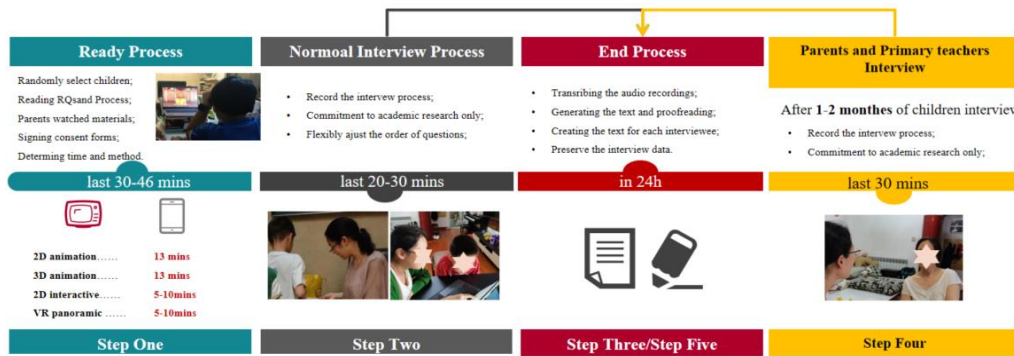 Ready Process
Randomly select children;
Reading RQsand Process;
Parents watched materials;
Signing consent forms;
Determing time and method.
last 30-46 mins
2D animation…… 13 mins
3D animation…… 13 mins
2D interactive…… 5-10mins
VR panoramic …… 5-10mins
Step One
Normoal Interview Process
• Record the intervew process;
• Commitment to academic research only;
• Flexibly ajust the order of questions;
last 20-30 mins
Step Two
End Process
• Transribing the audio recordings;
• Generating the text and proofreading;
• Creating the text for each interviewee;
• Preserve the interview data.
in 24h
Step Three/Step Five
Parents and Primary teachers
Interview
After 1-2 monthes of children interview
• Record the intervew process;
• Commitment to academic research only;
last 30 mins
Step Four